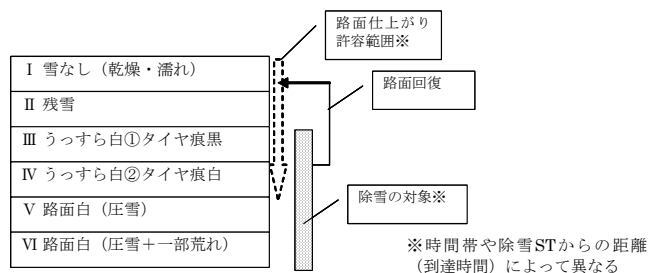 路面仕上がり
許容範囲※
Ⅰ 雪なし（乾燥・濡れ）
Ⅱ 残雪
Ⅲ うっすら白①タイヤ痕黒
Ⅳ うっすら白②タイヤ痕白
Ⅴ 路面白（圧雪）
Ⅵ 路面白（圧雪＋一部荒れ）
路面回復
除雪の対象※
※時間帯や除雪STからの距離
（到達時間）によって異なる